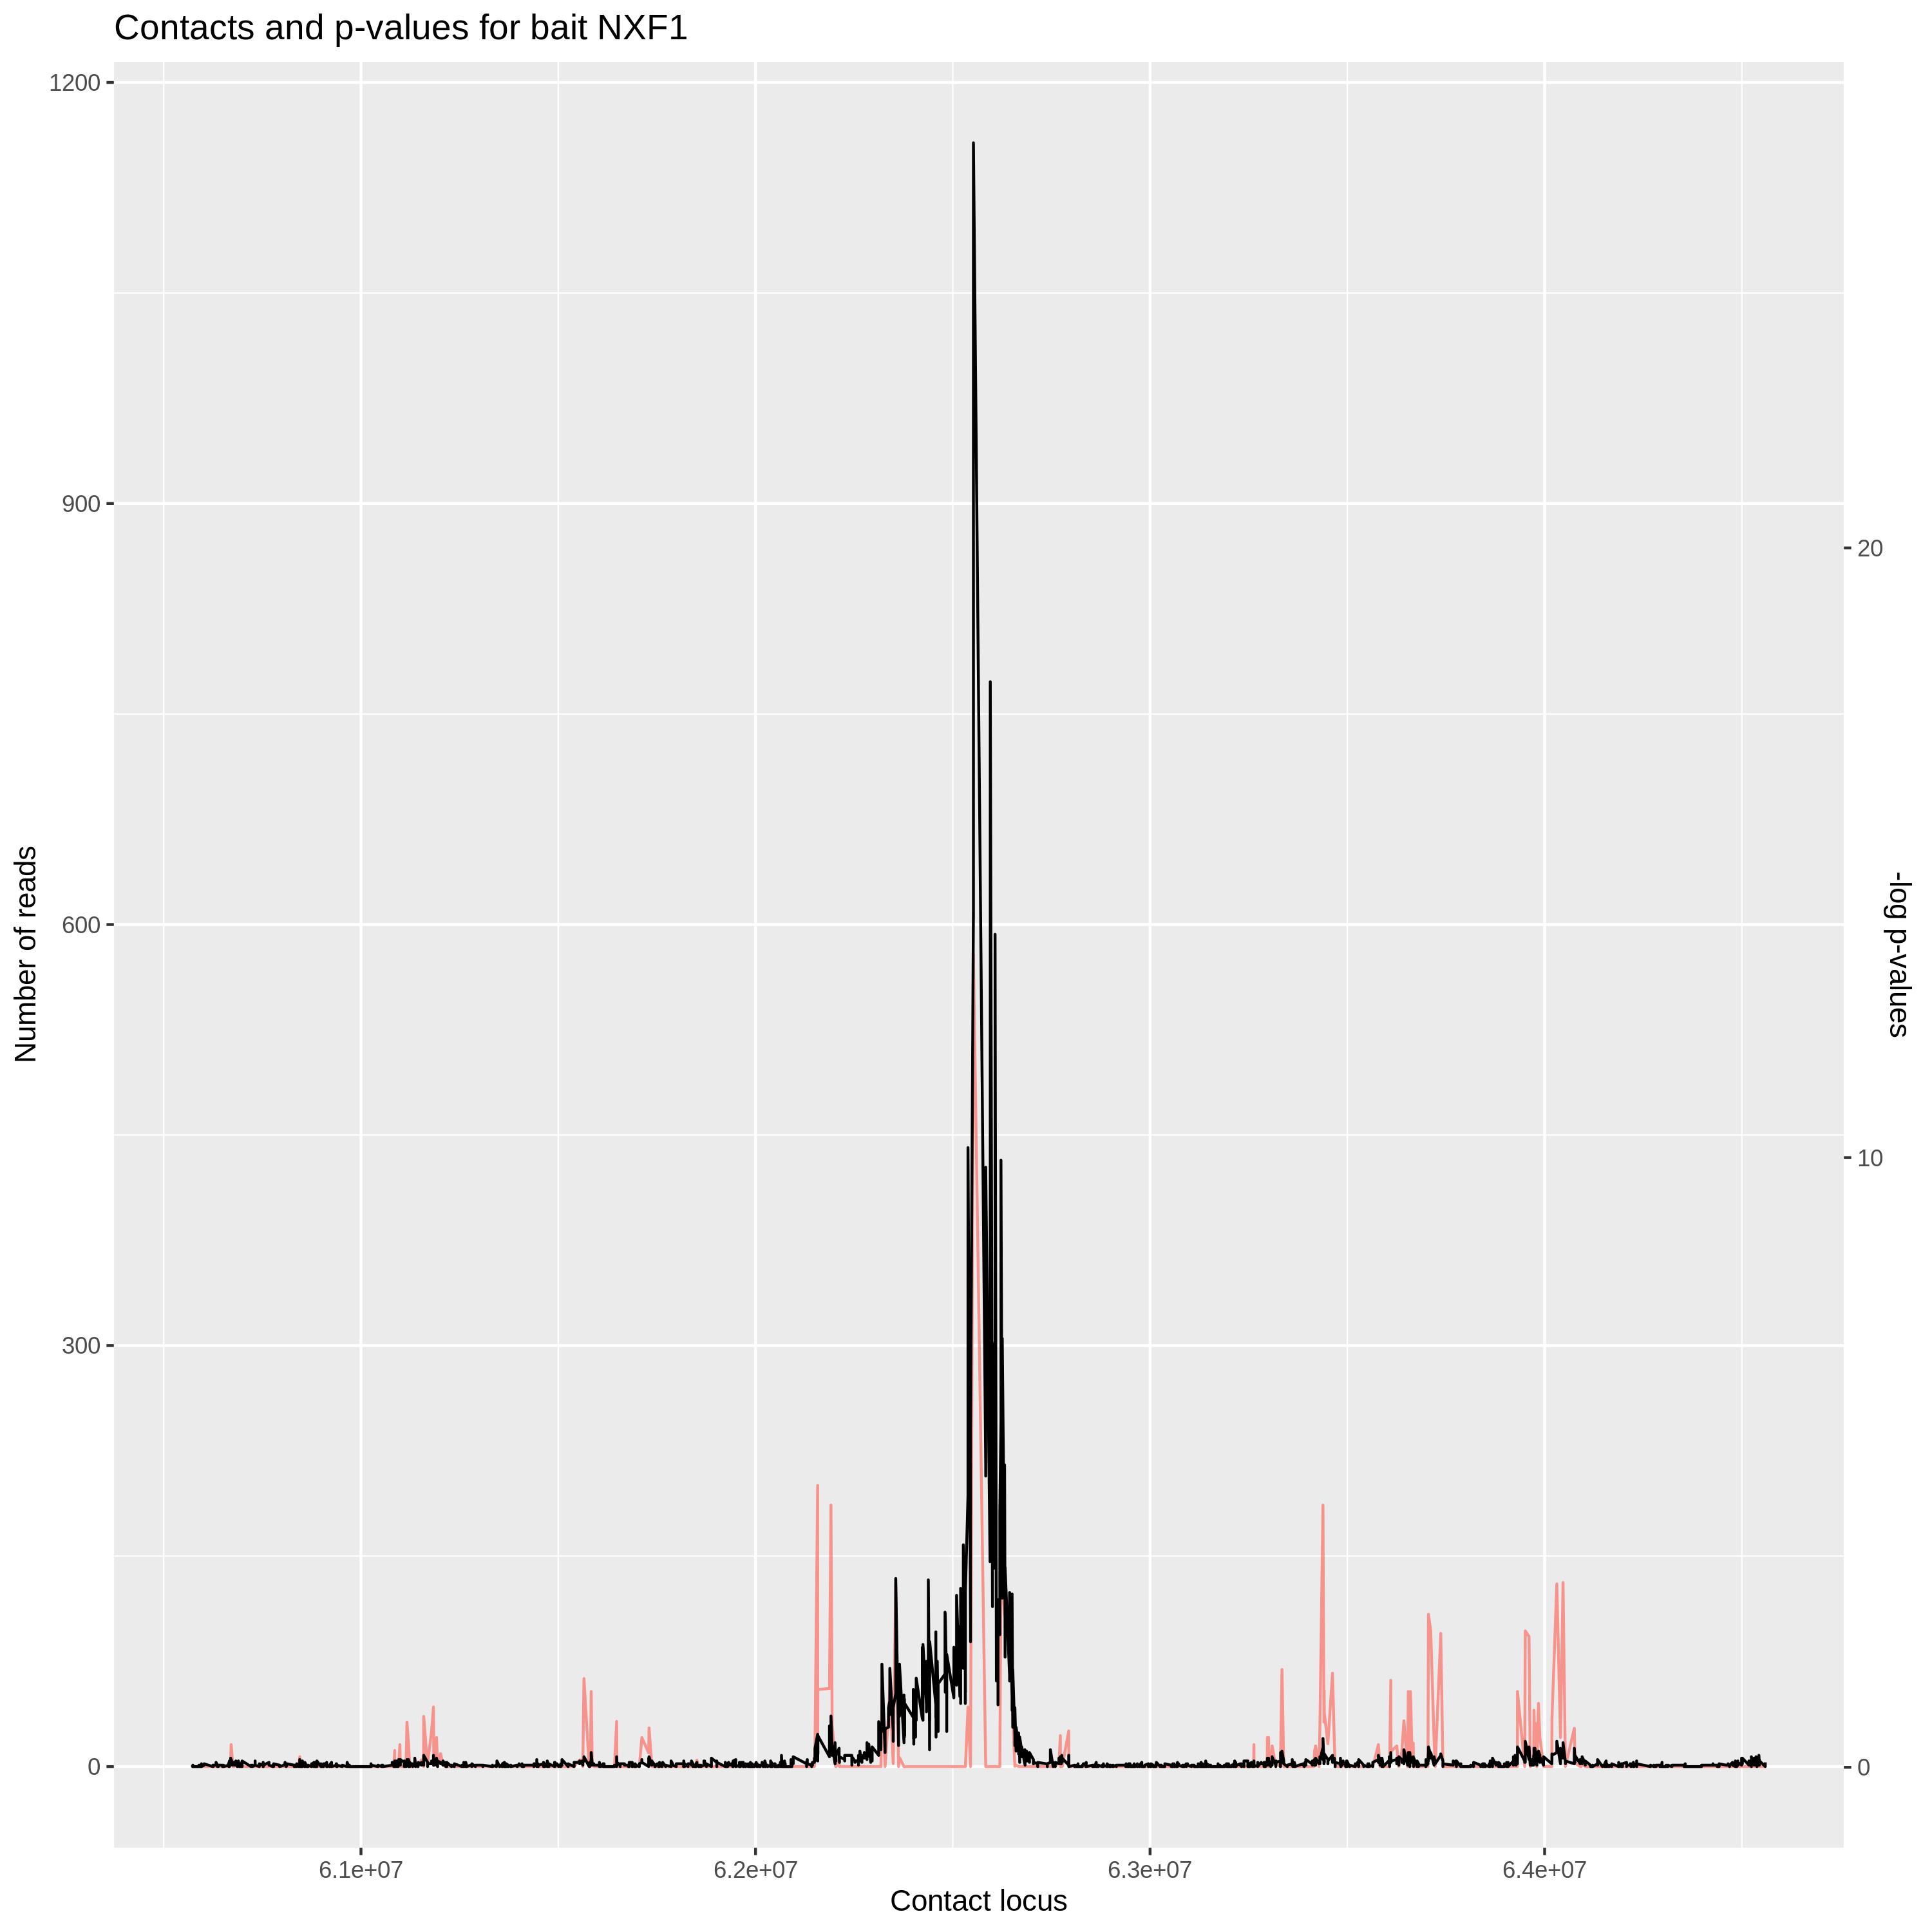 Contacts and p-values for bait NXF1
1200
900
600
300
0
Number of reads
20
10
0
-log p-values
6.1e+07
6.2e+07
6.3e+07
6.4e+07
Contact locus